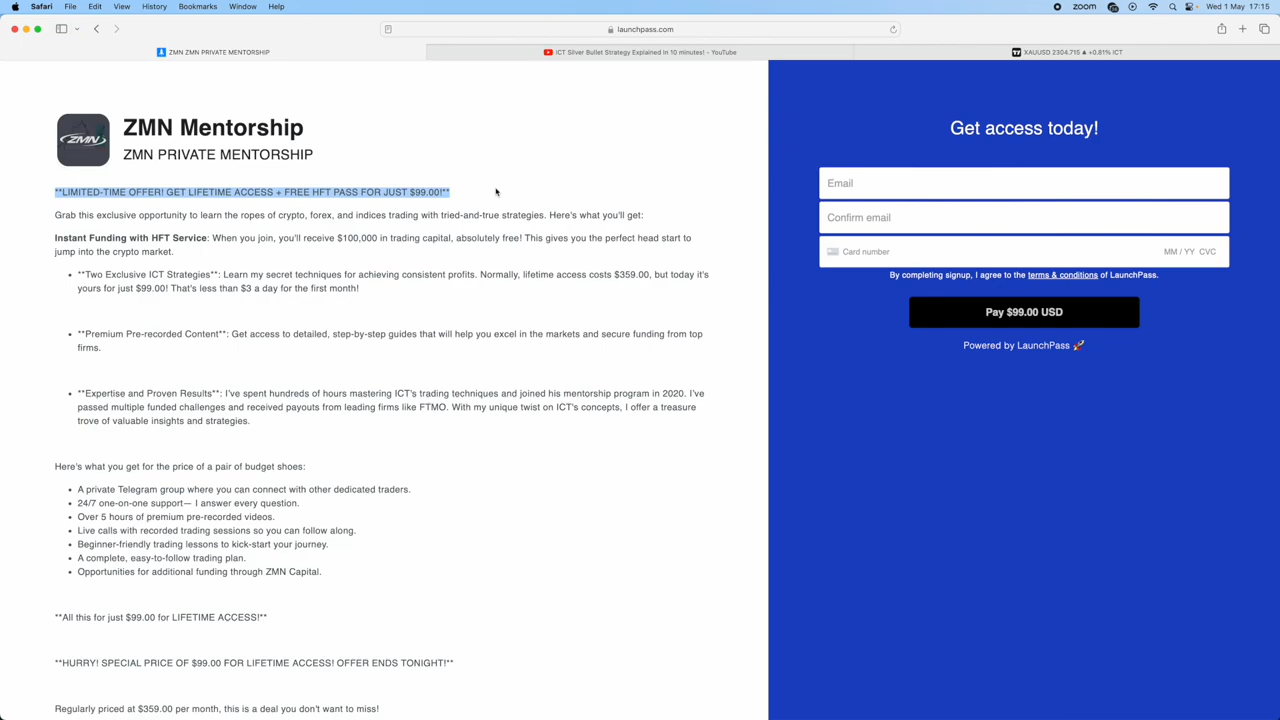 Safari File Edit View History Bookmarks Window Help zoom Wed 1 May 17:15
launchpass.com
ZMN ZMN PRIVATE MENTORSHIP
ICT Silver Bullet Strategy Explained In 10 minutes! - YouTube
XAUUSD 2304.715 ▲ +0.81% ICT
ZMN
ZMN Mentorship
ZMN PRIVATE MENTORSHIP
**LIMITED-TIME OFFER! GET LIFETIME ACCESS + FREE HFT PASS FOR JUST $99.00!**
Grab this exclusive opportunity to learn the ropes of crypto, forex, and indices trading with tried-and-true strategies. Here's what you'll get:
Instant Funding with HFT Service: When you join, you'll receive $100,000 in trading capital, absolutely free! This gives you the perfect head start to
jump into the crypto market.
• **Two Exclusive ICT Strategies**: Learn my secret techniques for achieving consistent profits. Normally, lifetime access costs $359.00, but today it's
yours for just $99.00! That's less than $3 a day for the first month!
• **Premium Pre-recorded Content**: Get access to detailed, step-by-step guides that will help you excel in the markets and secure funding from top
firms.
• **Expertise and Proven Results**: I've spent hundreds of hours mastering ICT's trading techniques and joined his mentorship program in 2020. I've
passed multiple funded challenges and received payouts from leading firms like FTMO. With my unique twist on ICT's concepts, I offer a treasure
trove of valuable insights and strategies.
Here's what you get for the price of a pair of budget shoes:
• A private Telegram group where you can connect with other dedicated traders.
• 24/7 one-on-one support— I answer every question.
• Over 5 hours of premium pre-recorded videos.
• Live calls with recorded trading sessions so you can follow along.
• Beginner-friendly trading lessons to kick-start your journey.
• A complete, easy-to-follow trading plan.
• Opportunities for additional funding through ZMN Capital.
**All this for just $99.00 for LIFETIME ACCESS!**
**HURRY! SPECIAL PRICE OF $99.00 FOR LIFETIME ACCESS! OFFER ENDS TONIGHT!**
Regularly priced at $359.00 per month, this is a deal you don't want to miss!
Get access today!
Email
Confirm email
Card number MM / YY CVC
By completing signup, I agree to the terms & conditions of LaunchPass.
Pay $99.00 USD
Powered by LaunchPass 🚀